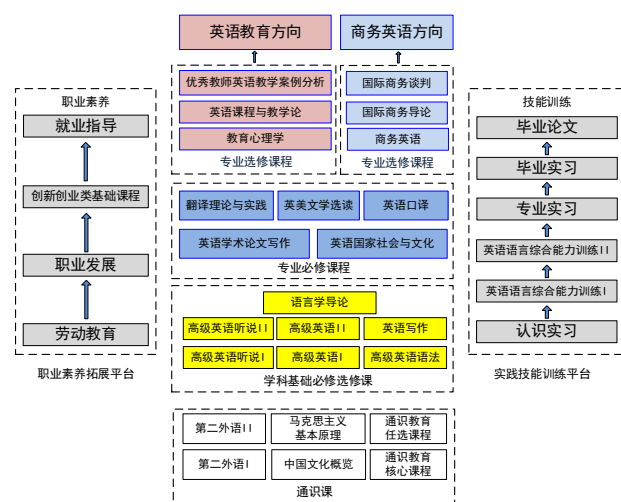 英语教育方向
商务英语方向
职业素养
就业指导
创新创业类基础课程
职业发展
劳动教育
职业素养拓展平台
优秀教师英语教学案例分析
英语课程与教学论
教育心理学
专业选修课程
国际商务谈判
国际商务导论
商务英语
专业选修课程
翻译理论与实践
英美文学选读
英语口译
英语学术论文写作
英语国家社会与文化
专业必修课程
语言学导论
高级英语听说II
高级英语II
英语写作
高级英语听说I
高级英语I
高级英语语法
学科基础必修选修课
第二外语II
马克思主义
基本原理
通识教育
任选课程
第二外语I
中国文化概览
通识教育
核心课程
通识课
技能训练
毕业论文
毕业实习
专业实习
英语语言综合能力训练II
英语语言综合能力训练I
认识实习
实践技能训练平台